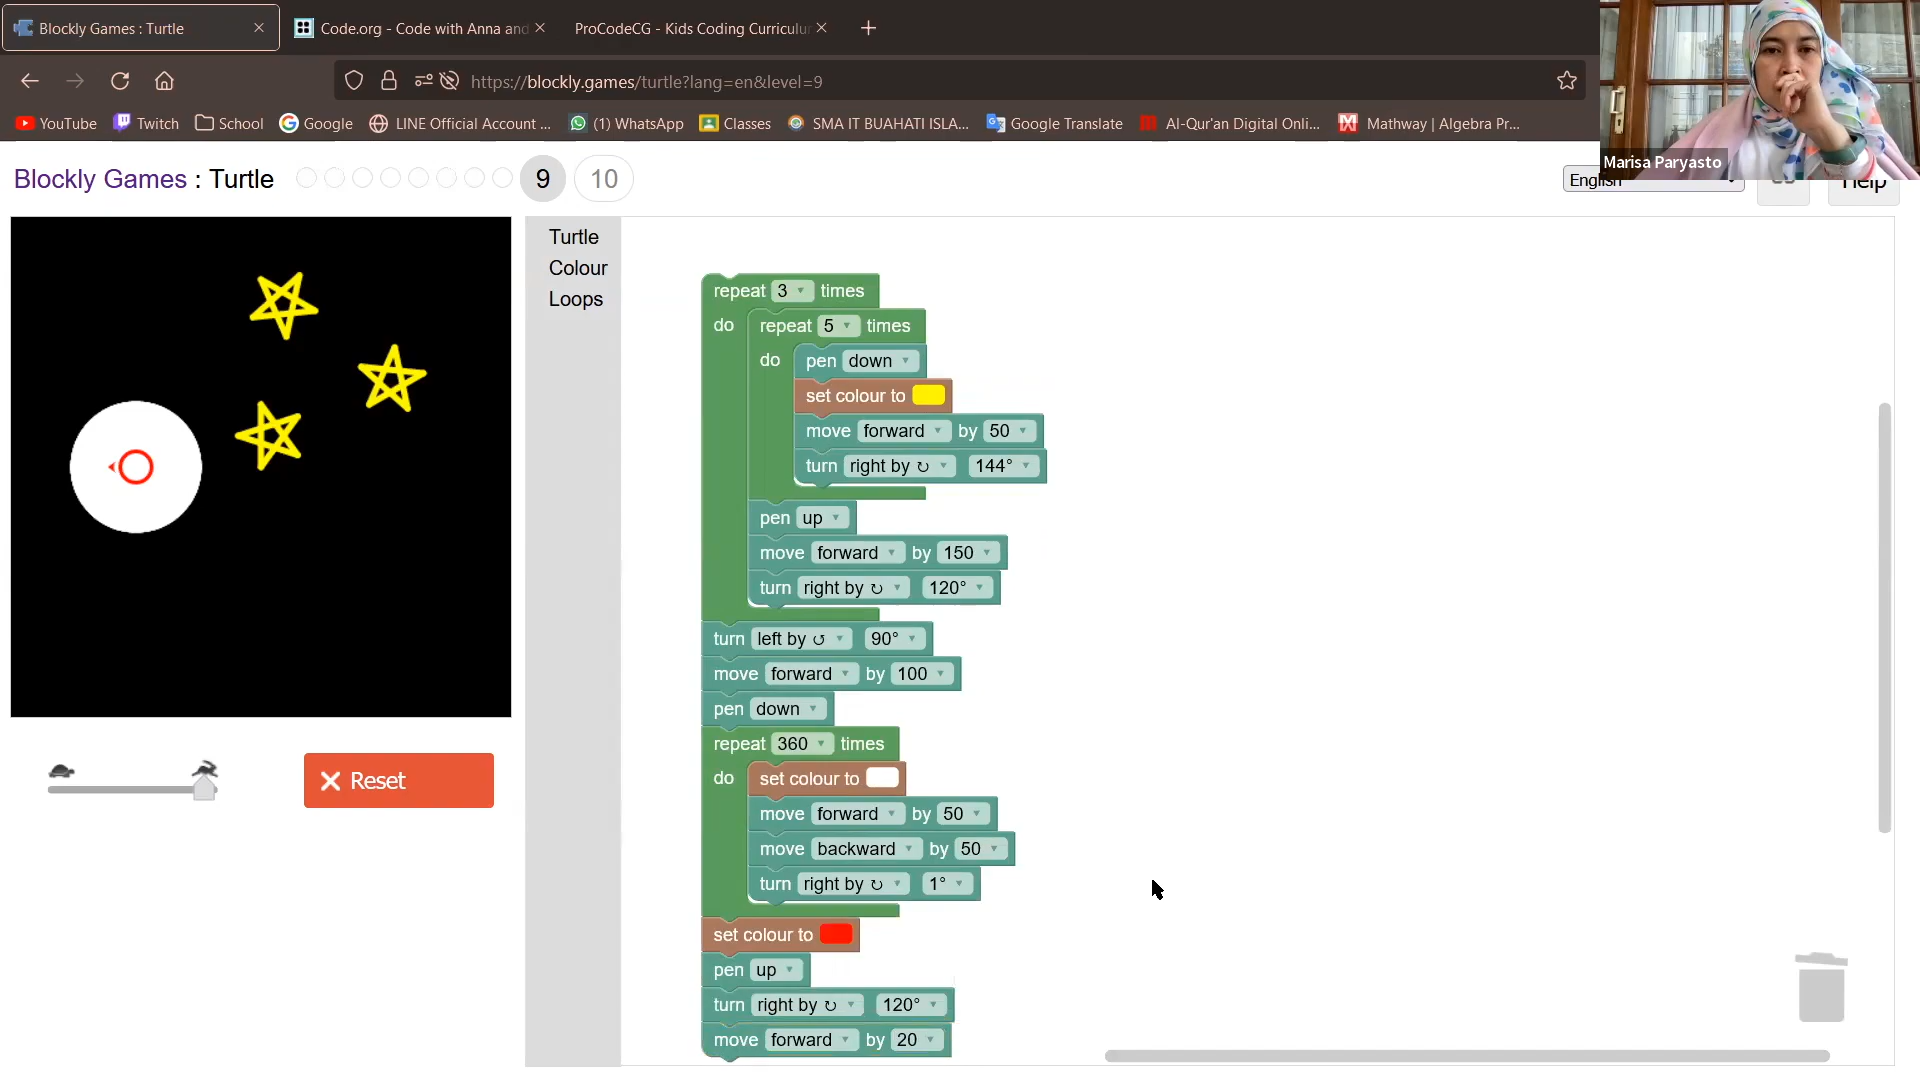 Blockly Games : Turtle
Code.org - Code with Anna and
ProCodeCG - Kids Coding Curriculu
https://blockly.games/turtle?lang=en&level=9
YouTube Twitch School Google LINE Official Account ... (1) WhatsApp Classes SMA IT BUAHATI ISLA... Google Translate Al-Qur'an Digital Onli... Mathway | Algebra Pr...
Marisa Paryasto
Blockly Games : Turtle 9 10
English
Help
Turtle
Colour
Loops
repeat 3 times
do repeat 5 times
do pen down
set colour to
move forward by 50
turn right by ↻ 144°
pen up
move forward by 150
turn right by ↻ 120°
turn left by ↺ 90°
move forward by 100
pen down
repeat 360 times
do set colour to
move forward by 50
move backward by 50
turn right by ↻ 1°
set colour to
pen up
turn right by ↻ 120°
move forward by 20
Reset